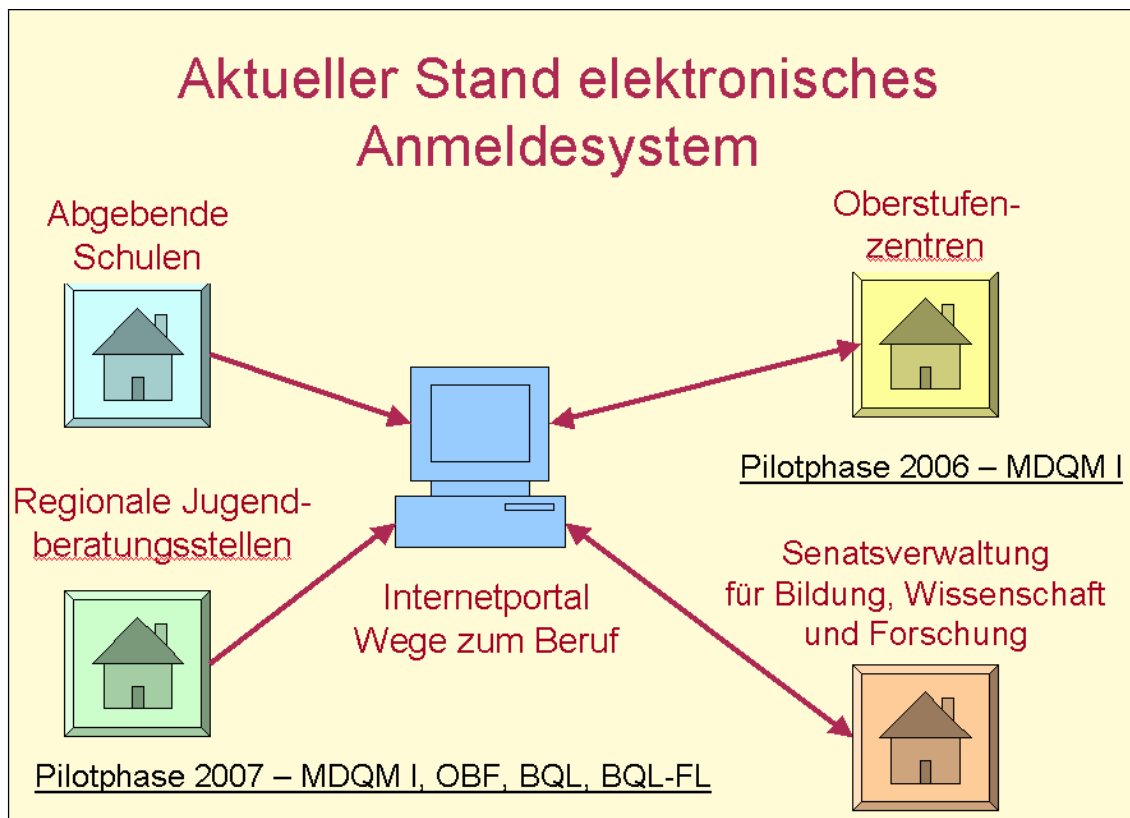 Aktueller Stand elektronisches
Anmeldesystem
Abgebende
Schulen
Oberstufen-
zentren
Pilotphase 2006 – MDQM I
Regionale Jugend-
beratungsstellen
Internetportal
Wege zum Beruf
Senatsverwaltung
für Bildung, Wissenschaft
und Forschung
Pilotphase 2007 – MDQM I, OBF, BQL, BQL-FL